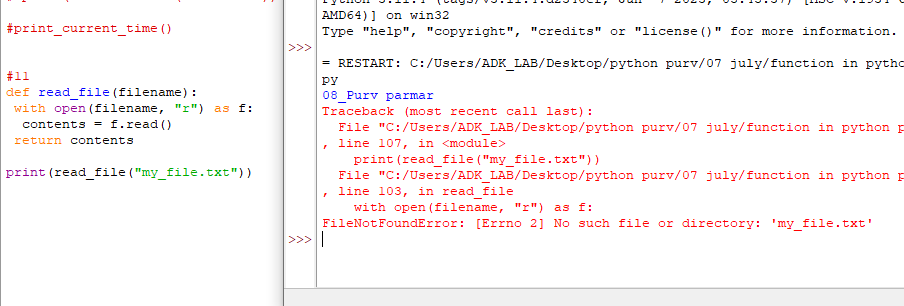 #print_current_time()
#11
def read_file(filename):
with open(filename, "r") as f:
contents = f.read()
return contents
print(read_file("my_file.txt"))
AMD64)] on win32
Type "help", "copyright", "credits" or "license()" for more information.
>>>
= RESTART: C:/Users/ADK_LAB/Desktop/python purv/07 july/function in pytho
py
08_Purv parmar
Traceback (most recent call last):
File "C:/Users/ADK_LAB/Desktop/python purv/07 july/function in python p
, line 107, in <module>
print(read_file("my_file.txt"))
File "C:/Users/ADK_LAB/Desktop/python purv/07 july/function in python p
, line 103, in read_file
with open(filename, "r") as f:
FileNotFoundError: [Errno 2] No such file or directory: 'my_file.txt'
>>>